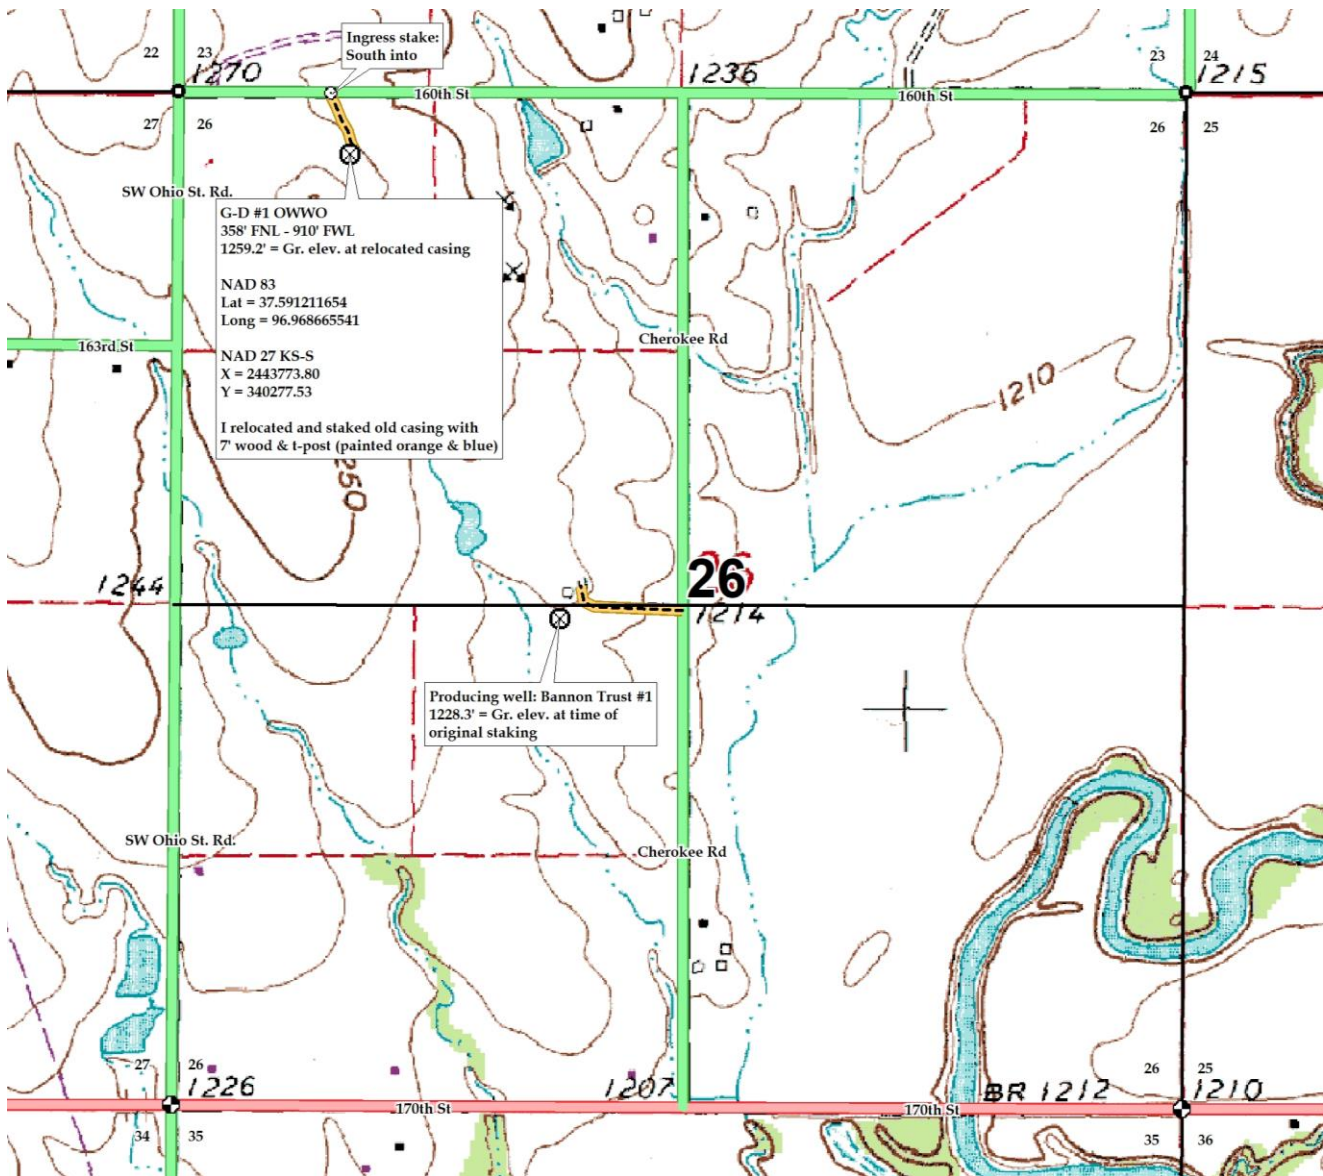 22 23
23 24
Ingress stake:
South into
1270
1236
1215
160th St
160th St
27 26
26 25
SW Ohio St. Rd.
G-D #1 OWWO
358' FNL - 910' FWL
1259.2' = Gr. elev. at relocated casing
NAD 83
Lat = 37.591211654
Long = 96.968665541
NAD 27 KS-S
X = 2443773.80
Y = 340277.53
I relocated and staked old casing with
7' wood & t-post (painted orange & blue)
163rd St
Cherokee Rd
1210
1250
1244
26
1214
Producing well: Bannon Trust #1
1228.3' = Gr. elev. at time of
original staking
SW Ohio St. Rd.
Cherokee Rd
27 26
26 25
1226
1207
BR 1212
1210
170th St
170th St
34 35
35 36